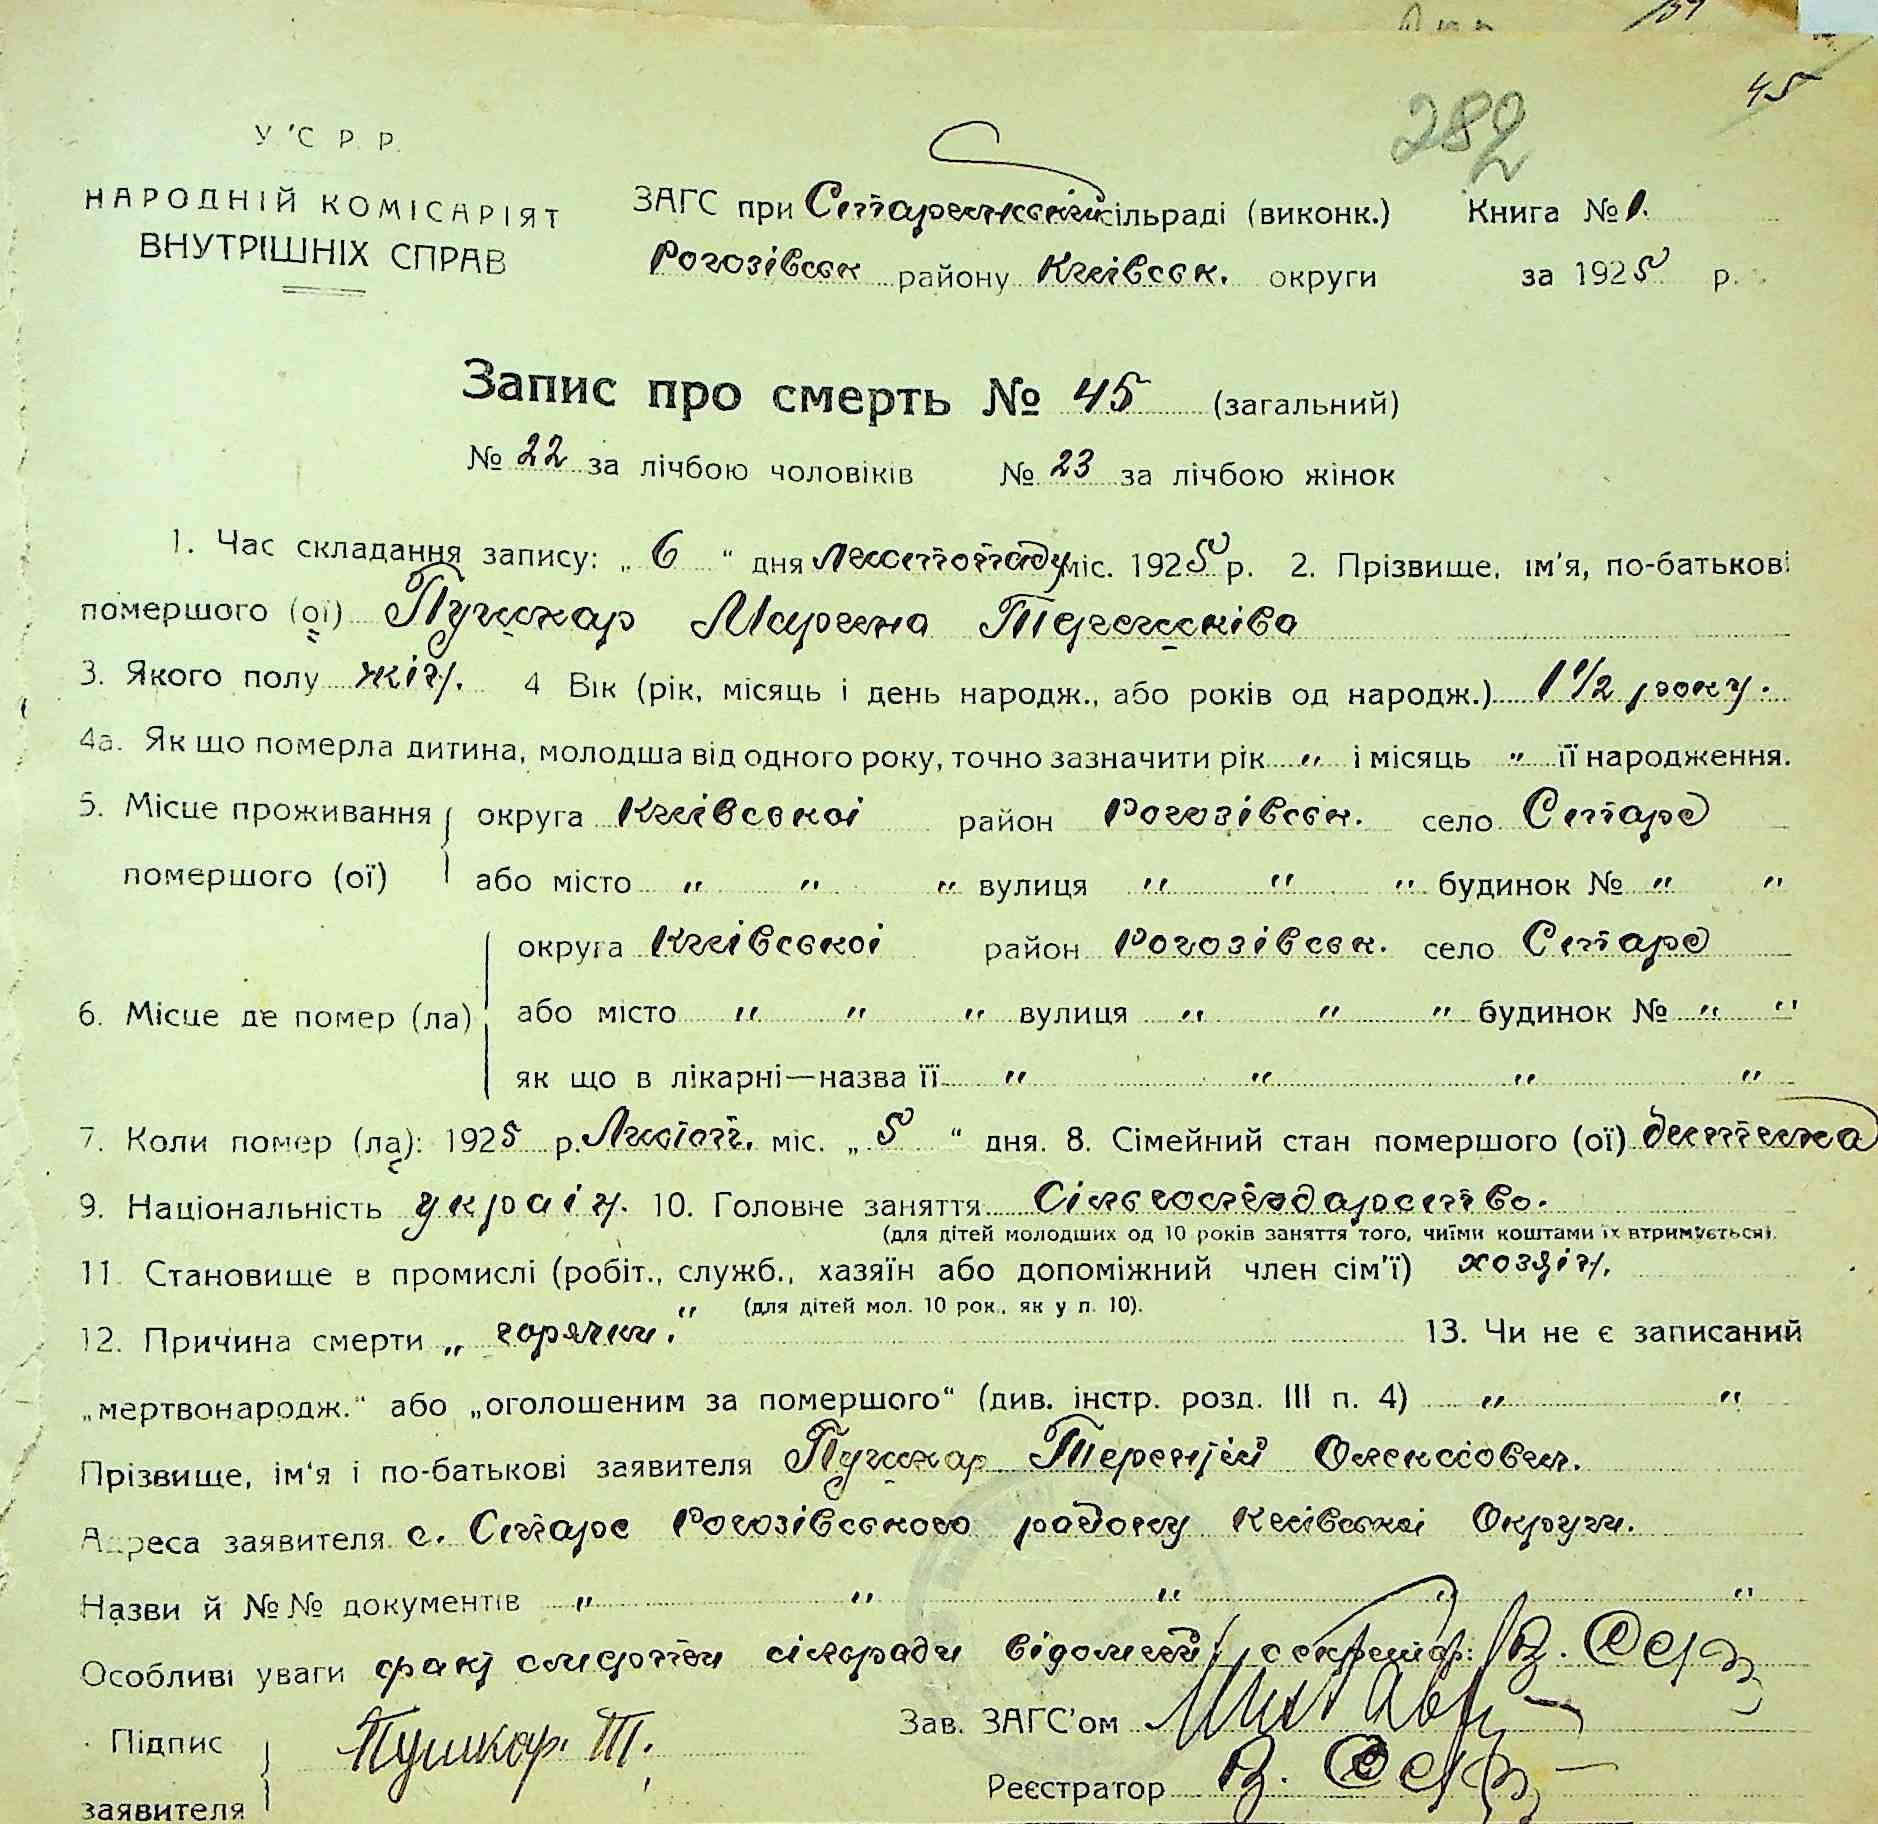 45
282
У С Р. Р.
НАРОДНІЙ КОМІСАРІЯТ
ВНУТРІШНІХ СПРАВ
ЗАГС при Старинській сільраді (виконк.) Книга № 1.
Рогозівськ району Київськ. округи за 1925 р.
Запис про смерть № 45 (загальний)
№ 22 за лічбою чоловіків № 23 за лічбою жінок
1. Час складання запису: „ 6 " дня листопаду міс. 1925 р. 2. Прізвище, ім'я, по-батькові
помершого (ої) Пушкар Марина Терешківа
3. Якого полу жін. 4 Вік (рік, місяць і день народж., або років од народж.) 1 1/2 року.
4а. Як що померла дитина, молодша від одного року, точно зазначити рік " і місяць " її народження.
5. Місце проживання округа Київської район Рогозівськ. село Старе
помершого (ої) або місто " " " вулиця " " " будинок № " "
округа Київської район Рогозівськ. село Старе
6. Місце де помер (ла) або місто " " " вулиця " " " будинок № " "
як що в лікарні—назва її " " " "
7. Коли помер (ла): 1925 р. Листоп. міс. „ 5 " дня. 8. Сімейний стан помершого (ої) дитина
9. Національність україн. 10. Головне заняття Сільгосподарство.
(для дітей молодших од 10 років заняття того, чиїми коштами їх втримується).
11. Становище в промислі (робіт., служб., хазяїн або допоміжний член сім'ї) хозяін.
(для дітей мол. 10 рок., як у п. 10).
12. Причина смерти „ горячки." 13. Чи не є записаний
„мертвонародж." або „оголошеним за помершого" (див. інстр. розд. III п. 4) " "
Прізвище, ім'я і по-батькові заявителя Пушкар Терентій Олексіович.
Адреса заявителя с. Старе Рогозівського району Київської Округи.
Назви й №№ документів " " " " "
Особливі уваги факт смерти сільради відомий; секретар: В.
Підпис Пушкар. Т. Зав. ЗАГС'ом
заявителя Реєстратор В.